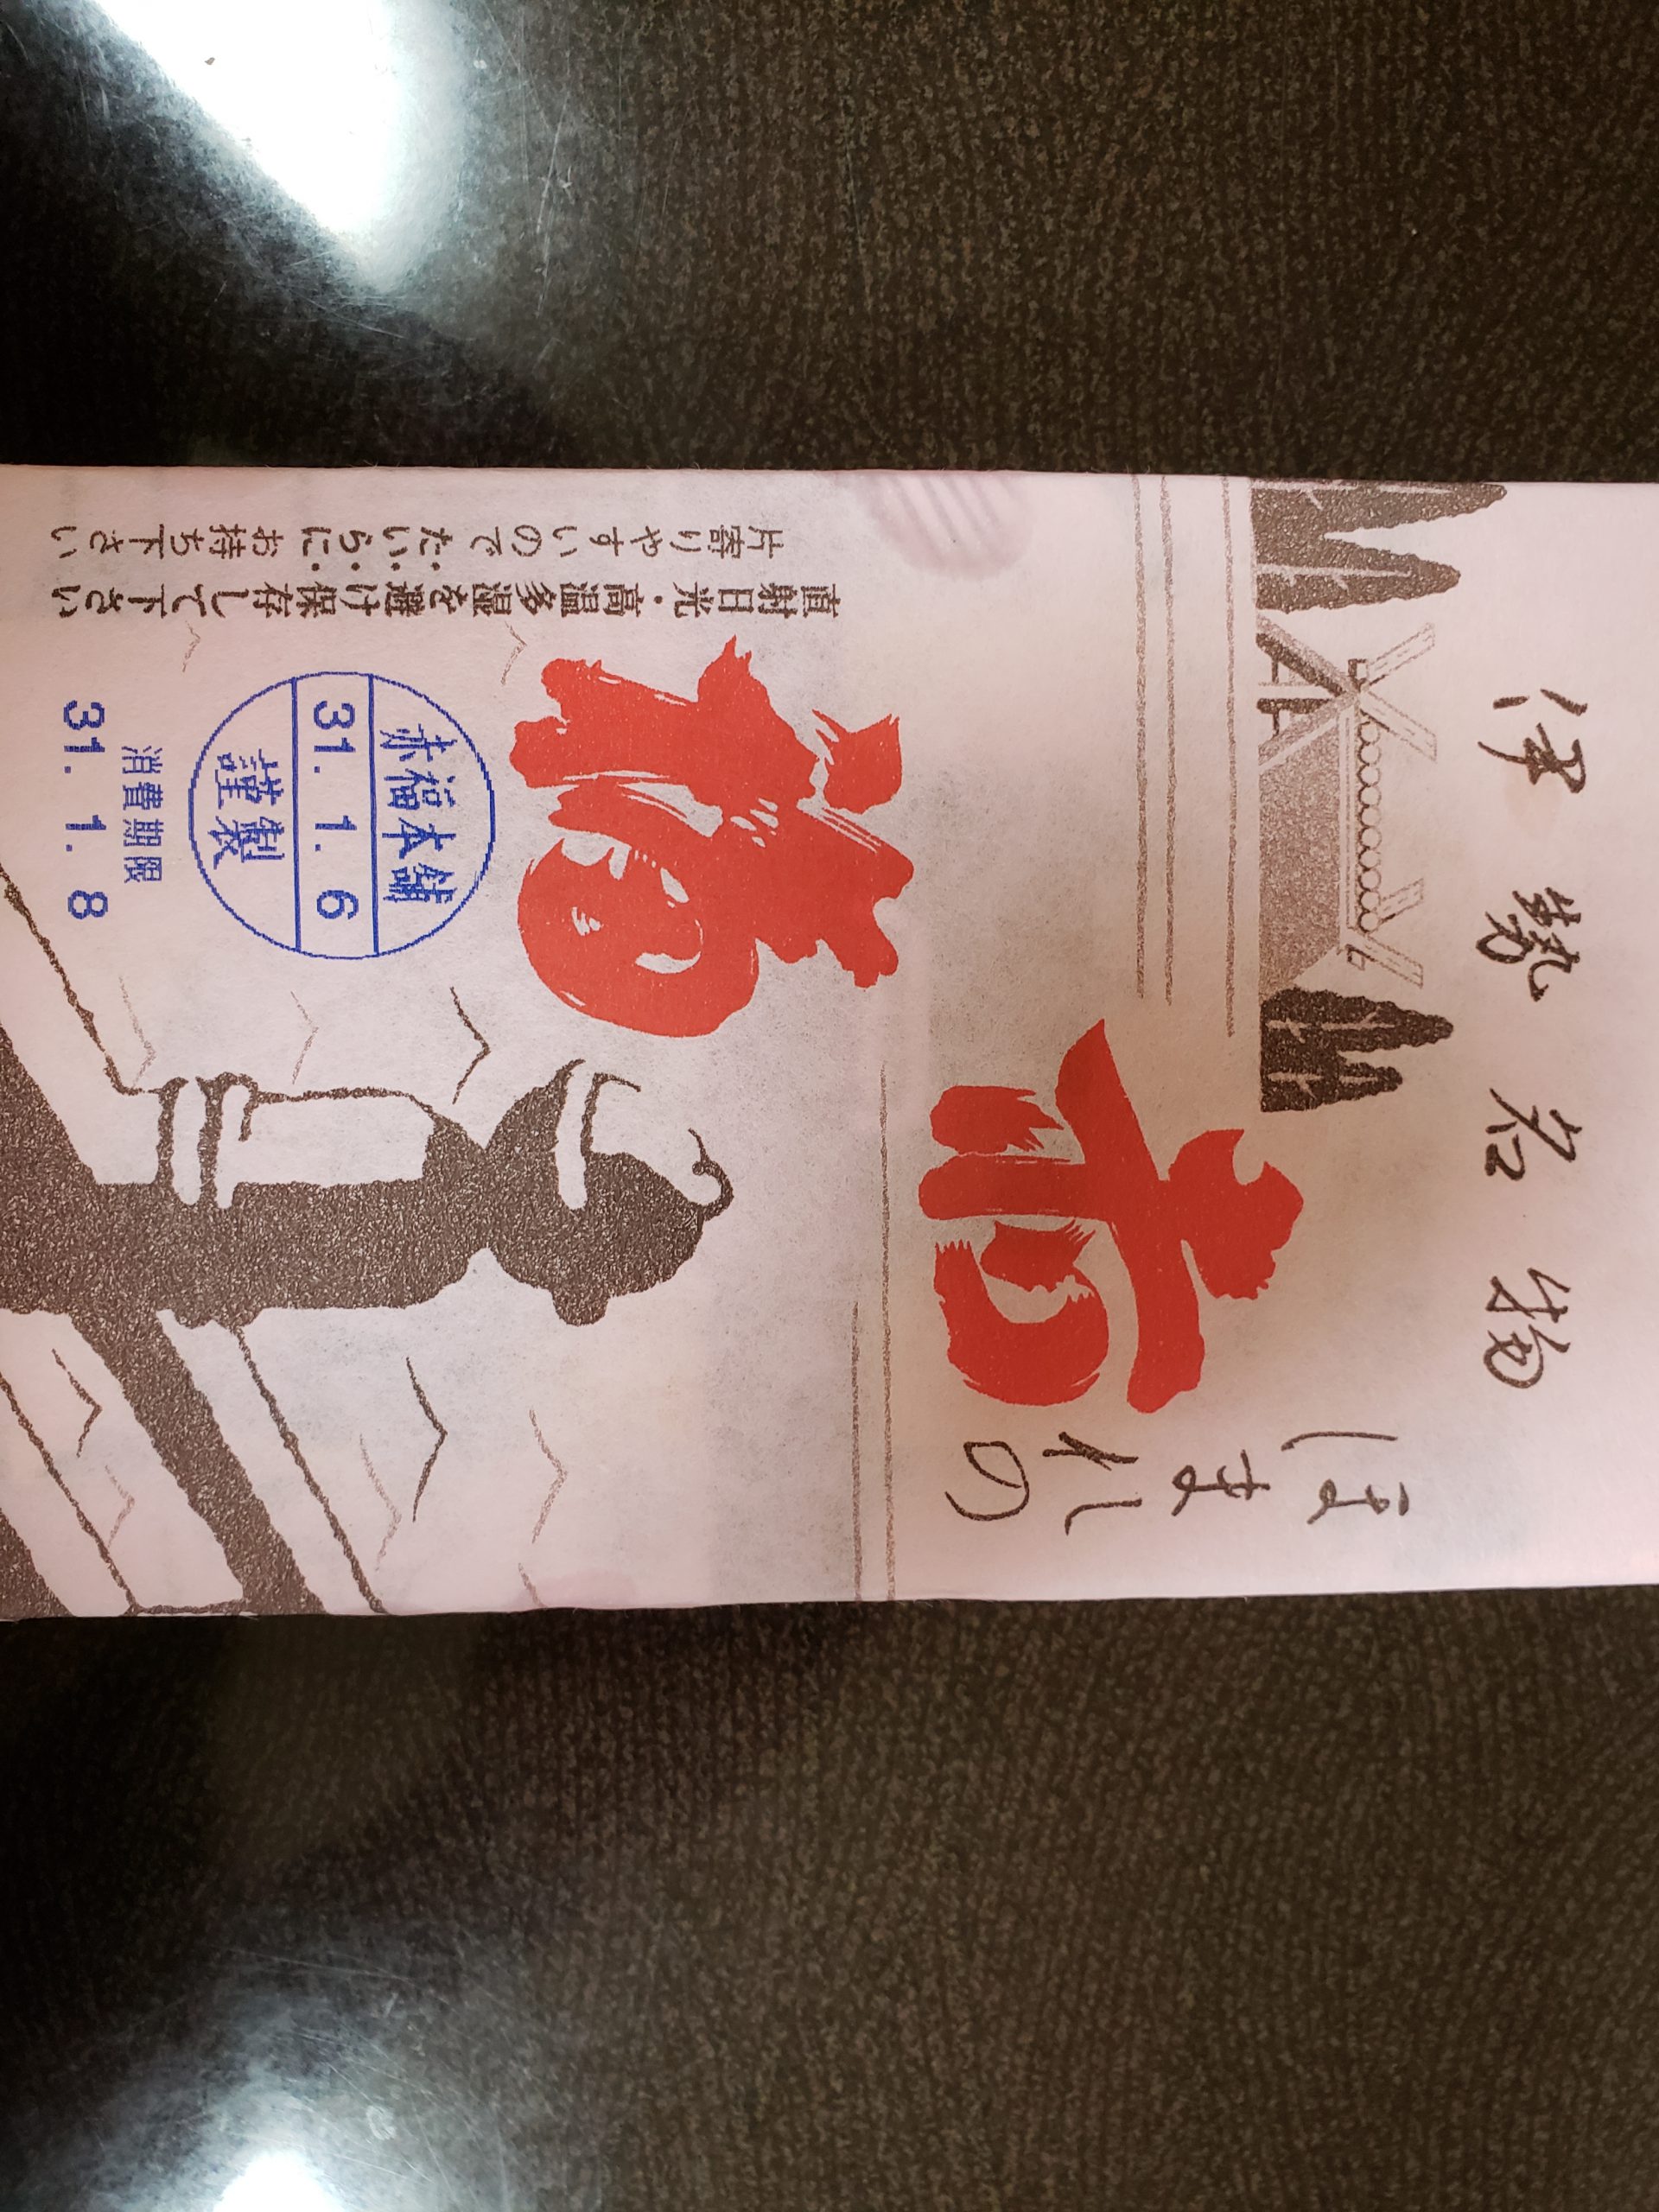 伊勢名物
ほまれの
赤福
直射日光・高温多湿を避け保存して下さい
片寄りやすいのでたいらにお持ち下さい
赤福本舗
31. 1. 6
謹製
消費期限
31. 1. 8